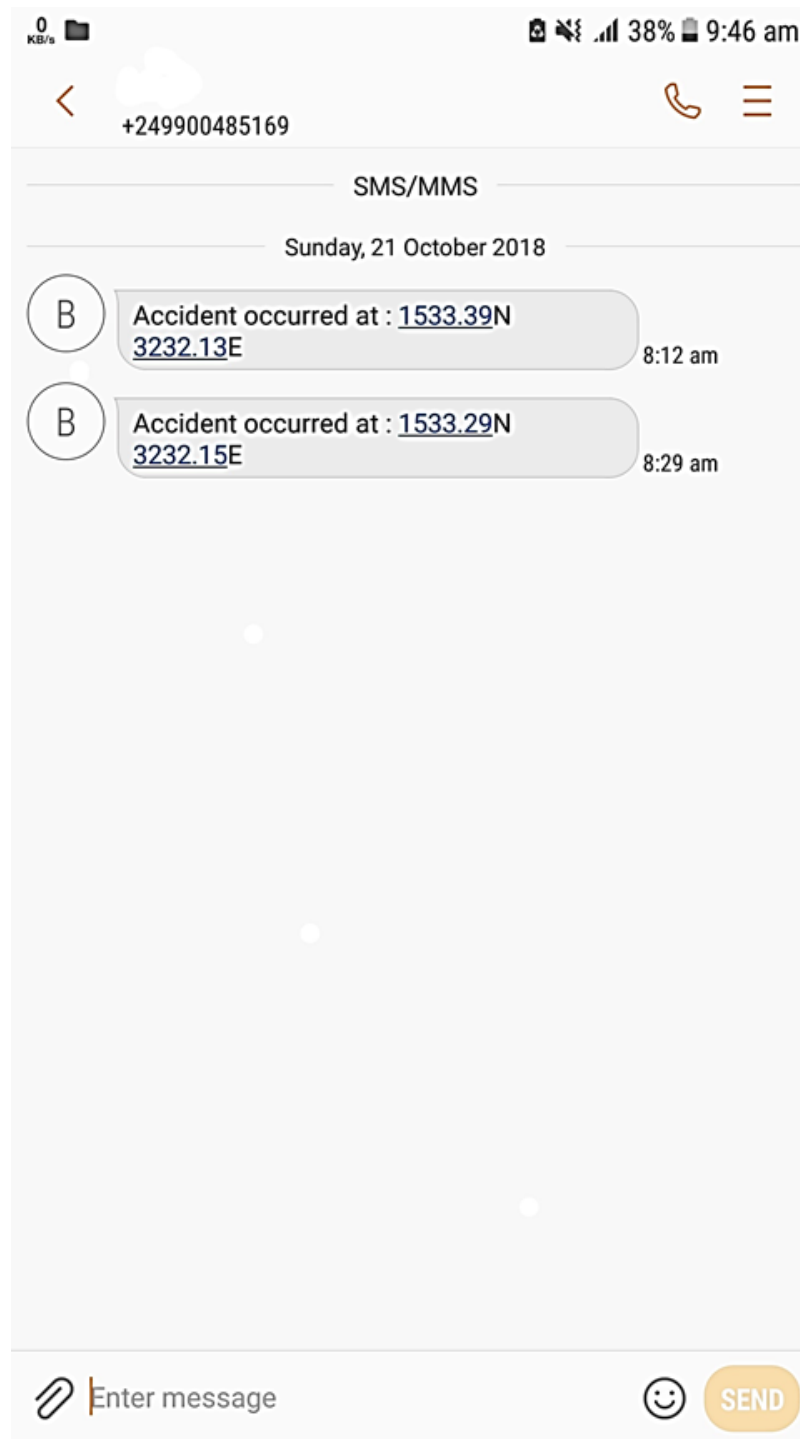 0
KB/s
38% 9:46 am
+249900485169
SMS/MMS
Sunday, 21 October 2018
B
Accident occurred at : 1533.39N
3232.13E
8:12 am
B
Accident occurred at : 1533.29N
3232.15E
8:29 am
Enter message
SEND